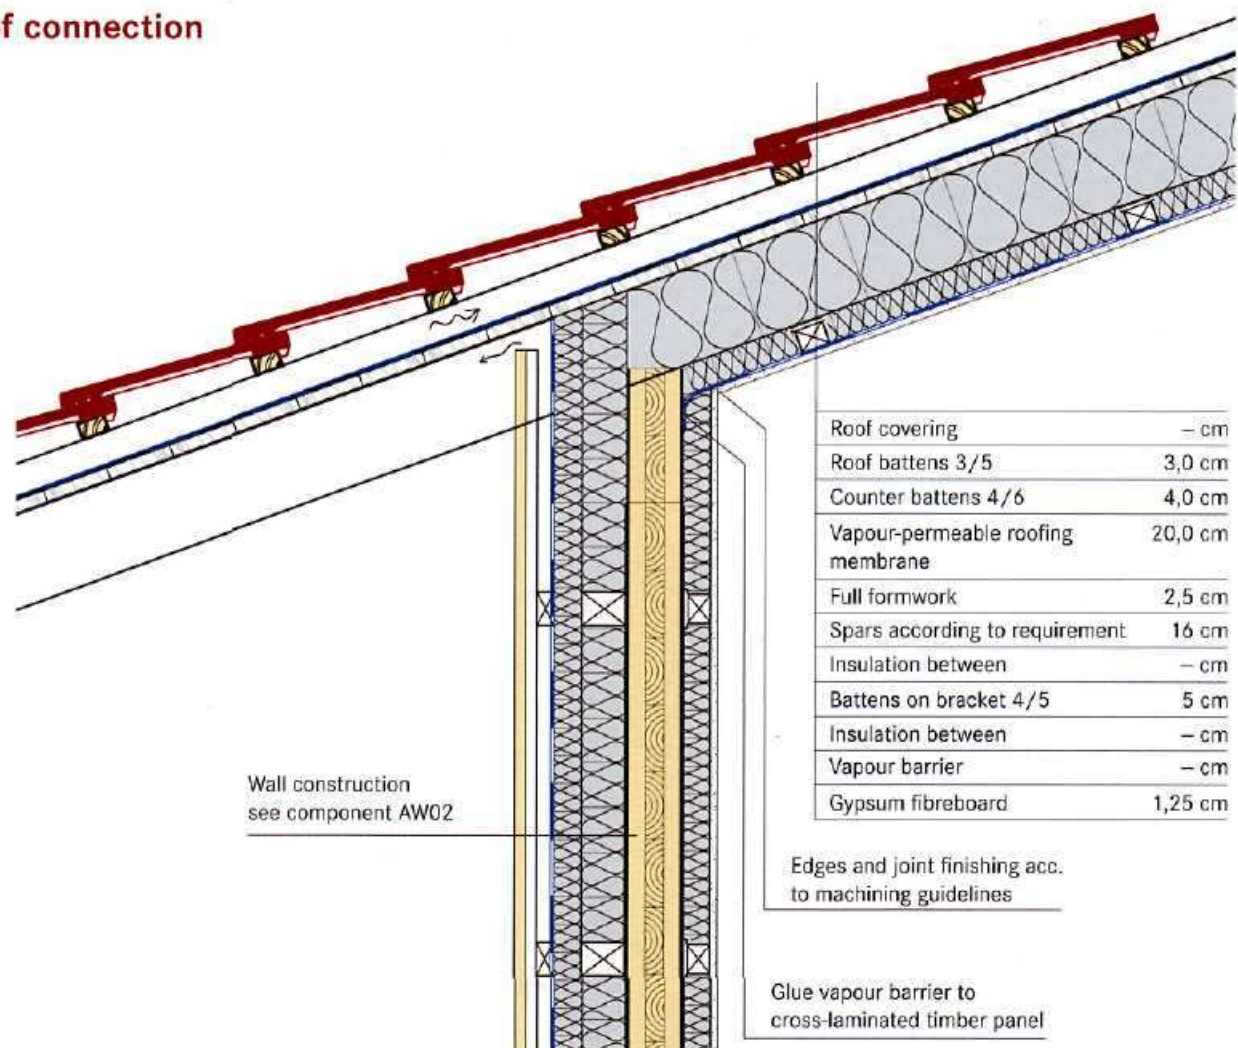 f connection
Roof covering – cm
Roof battens 3/5 3,0 cm
Counter battens 4/6 4,0 cm
Vapour-permeable roofing 20,0 cm
membrane
Full formwork 2,5 cm
Spars according to requirement 16 cm
Insulation between – cm
Battens on bracket 4/5 5 cm
Insulation between – cm
Vapour barrier – cm
Gypsum fibreboard 1,25 cm
Wall construction
see component AW02
Edges and joint finishing acc.
to machining guidelines
Glue vapour barrier to
cross-laminated timber panel